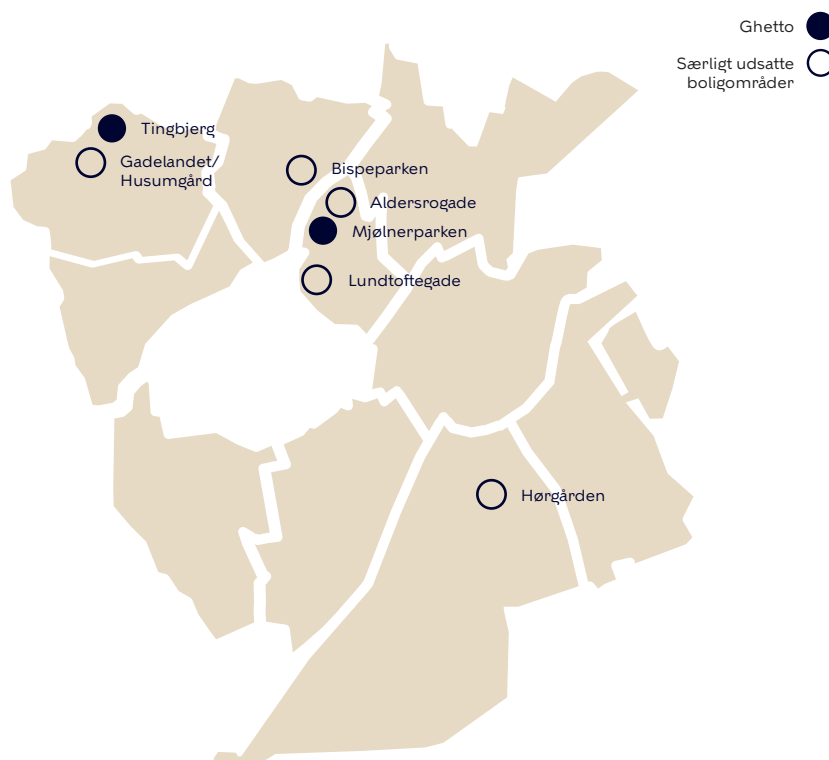 Ghetto
Særligt udsatte
boligområder
Tingbjerg
Gadelandet/
Husumgård
Bispeparken
Aldersrogade
Mjølnerparken
Lundtoftegade
Hørgården